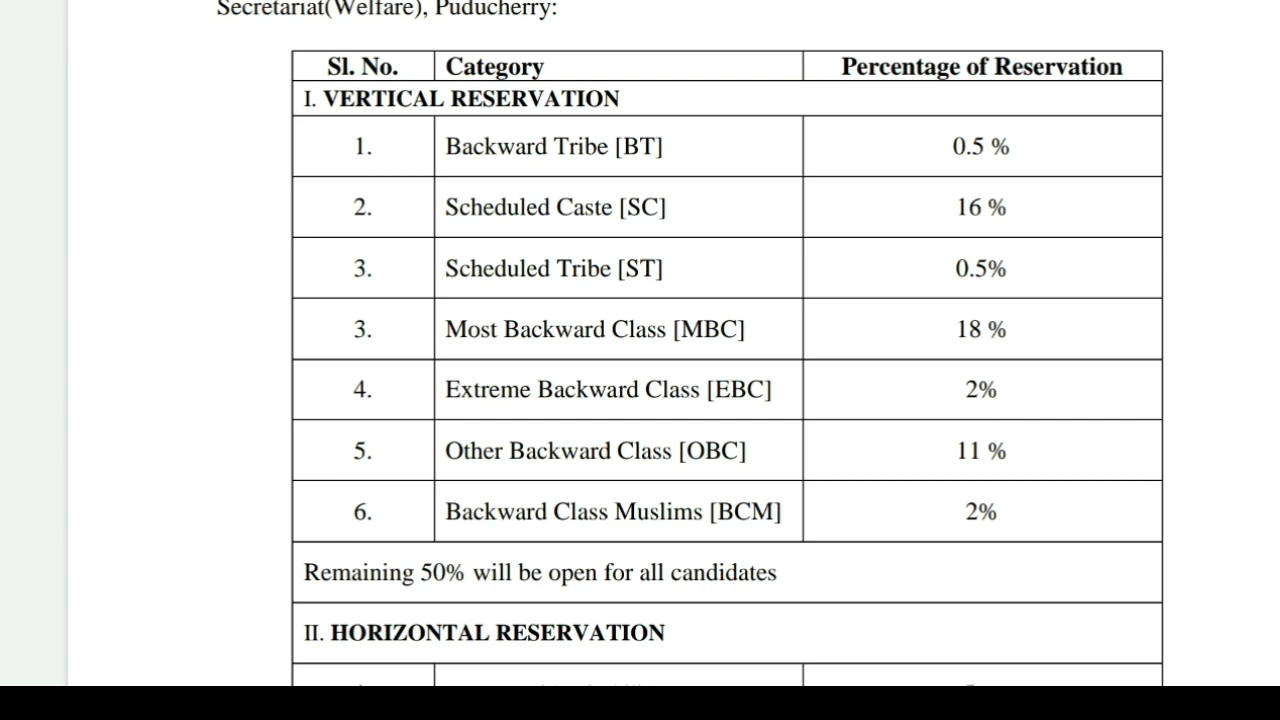 Secretariat(Welfare), Puducherry:
Sl. No. Category Percentage of Reservation
I. VERTICAL RESERVATION
1. Backward Tribe [BT] 0.5 %
2. Scheduled Caste [SC] 16 %
3. Scheduled Tribe [ST] 0.5%
3. Most Backward Class [MBC] 18 %
4. Extreme Backward Class [EBC] 2%
5. Other Backward Class [OBC] 11 %
6. Backward Class Muslims [BCM] 2%
Remaining 50% will be open for all candidates
II. HORIZONTAL RESERVATION